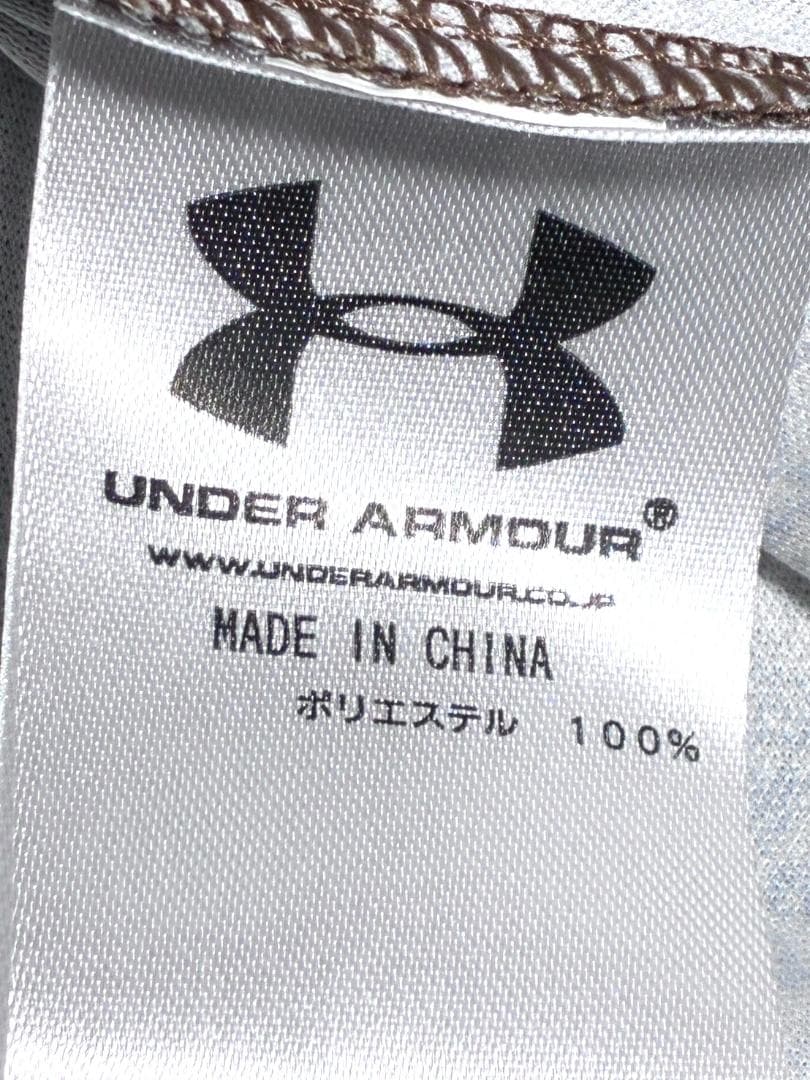 UNDER ARMOUR®
WWW.UNDERARMOUR.CO.JP
MADE IN CHINA
ポリエステル 100%